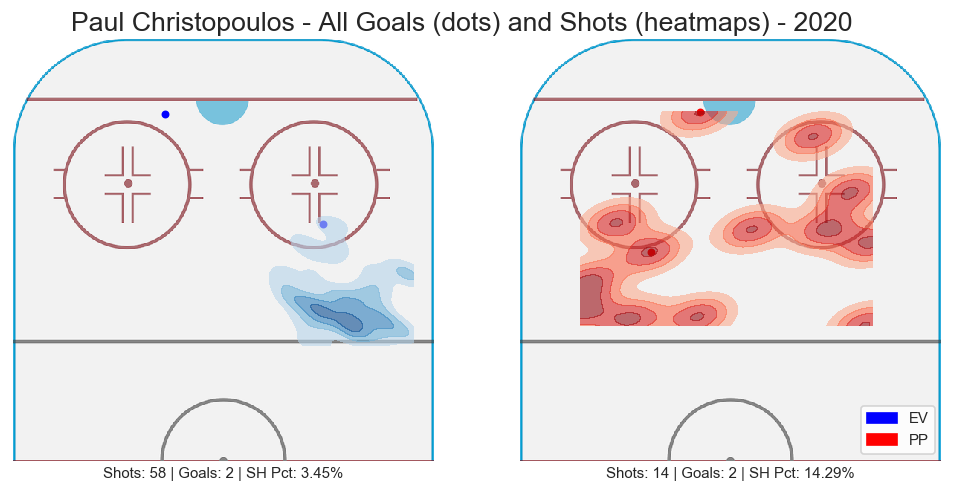 Paul Christopoulos - All Goals (dots) and Shots (heatmaps) - 2020
EV
PP
Shots: 58 | Goals: 2 | SH Pct: 3.45%
Shots: 14 | Goals: 2 | SH Pct: 14.29%